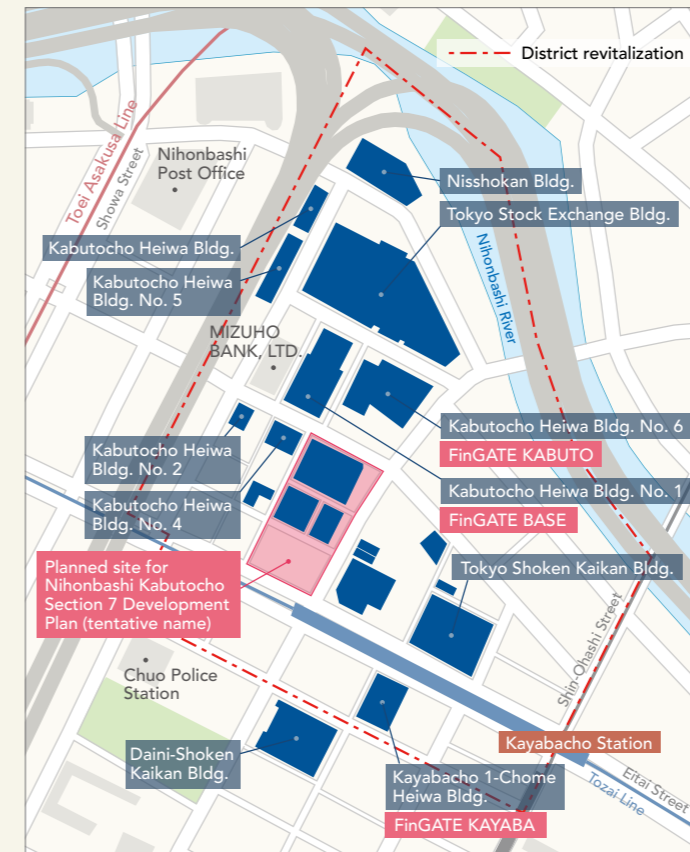 District revitalization
Toei Asakusa Line
Showa Street
Nihonbashi
Post Office
Nisshokan Bldg.
Tokyo Stock Exchange Bldg.
Kabutocho Heiwa Bldg.
Nihonbashi River
Kabutocho Heiwa
Bldg. No. 5
MIZUHO
BANK, LTD.
Kabutocho Heiwa Bldg. No. 6
FinGATE KABUTO
Kabutocho Heiwa
Bldg. No. 2
Kabutocho Heiwa Bldg. No. 1
FinGATE BASE
Kabutocho Heiwa
Bldg. No. 4
Planned site for
Nihonbashi Kabutocho
Section 7 Development
Plan (tentative name)
Tokyo Shoken Kaikan Bldg.
Shin-Ohashi Street
Chuo Police
Station
Kayabacho Station
Daini-Shoken
Kaikan Bldg.
Kayabacho 1-Chome
Heiwa Bldg.
FinGATE KAYABA
Eitai Street
Tozai Line